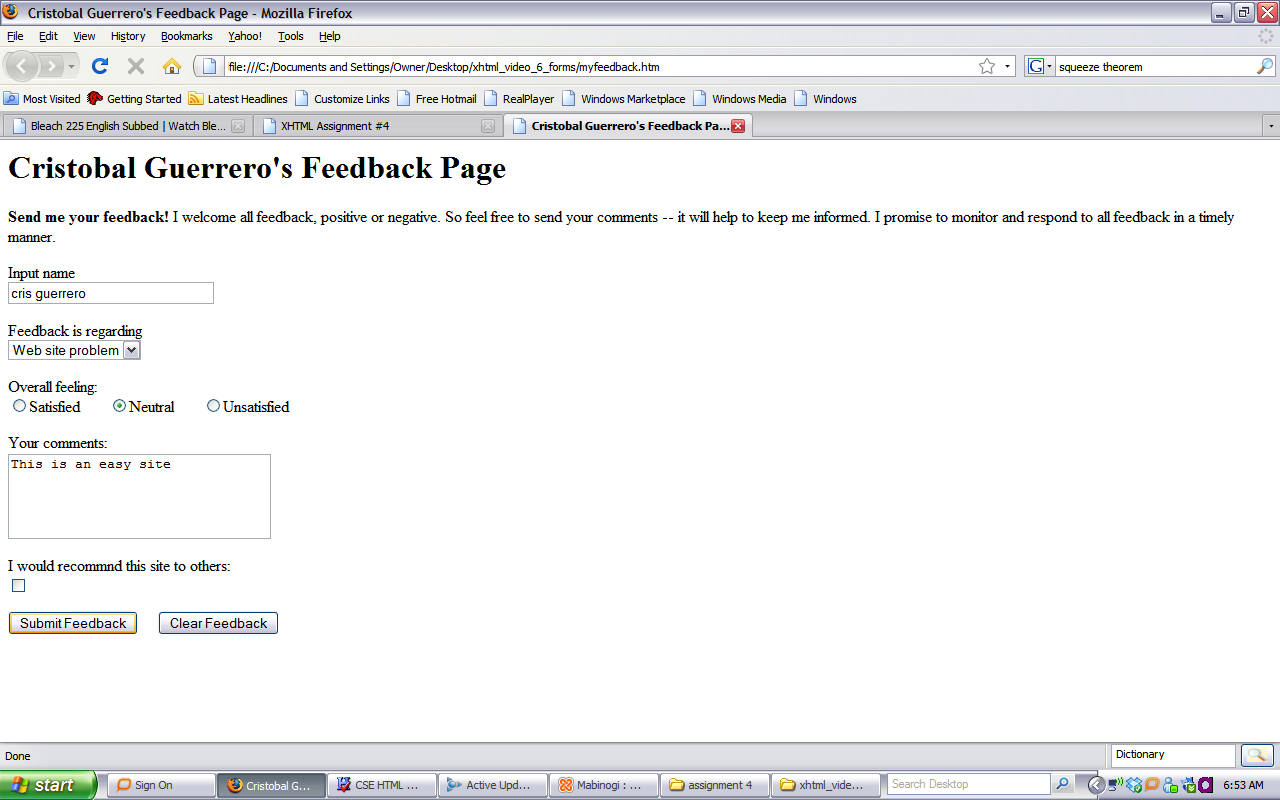 Cristobal Guerrero's Feedback Page - Mozilla Firefox
File Edit View History Bookmarks Yahoo! Tools Help
file:///C:/Documents and Settings/Owner/Desktop/xhtml_video_6_forms/myfeedback.htm
G squeeze theorem
Most Visited Getting Started Latest Headlines Customize Links Free Hotmail RealPlayer Windows Marketplace Windows Media Windows
Bleach 225 English Subbed | Watch Ble... XHTML Assignment #4 Cristobal Guerrero's Feedback Pa...
Cristobal Guerrero's Feedback Page
Send me your feedback! I welcome all feedback, positive or negative. So feel free to send your comments -- it will help to keep me informed. I promise to monitor and respond to all feedback in a timely
manner.
Input name
cris guerrero
Feedback is regarding
Web site problem
Overall feeling:
Satisfied Neutral Unsatisfied
Your comments:
This is an easy site
I would recommnd this site to others:
Submit Feedback Clear Feedback
Done Dictionary
start Sign On Cristobal G... CSE HTML ... Active Upd... Mabinogi : ... assignment 4 xhtml_vide... Search Desktop 6:53 AM